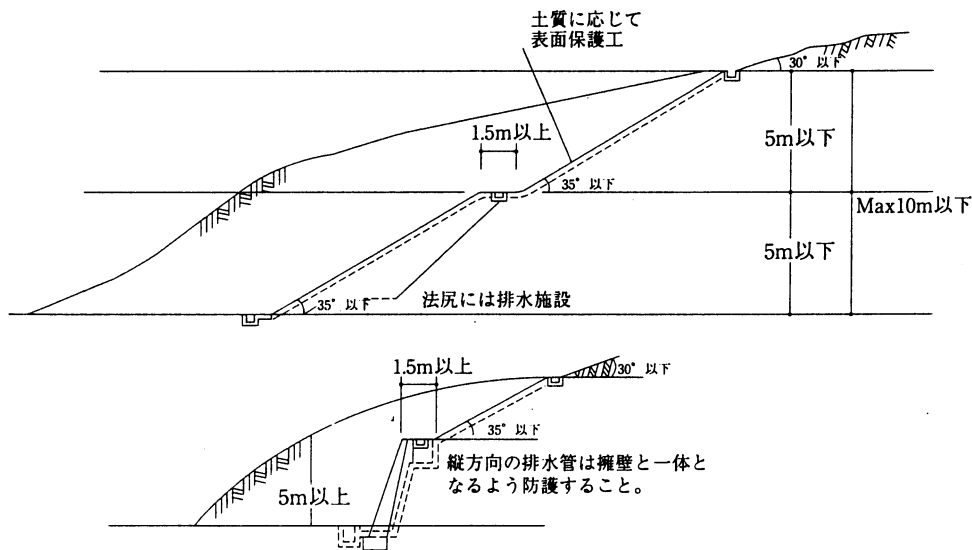 土質に応じて
表面保護工
30° 以下
1.5m以上
5m以下
35° 以下
Max10m以下
5m以下
35° 以下
法尻には排水施設
1.5m以上
30° 以下
35° 以下
縦方向の排水管は擁壁と一体と
なるよう防護すること。
5m以上